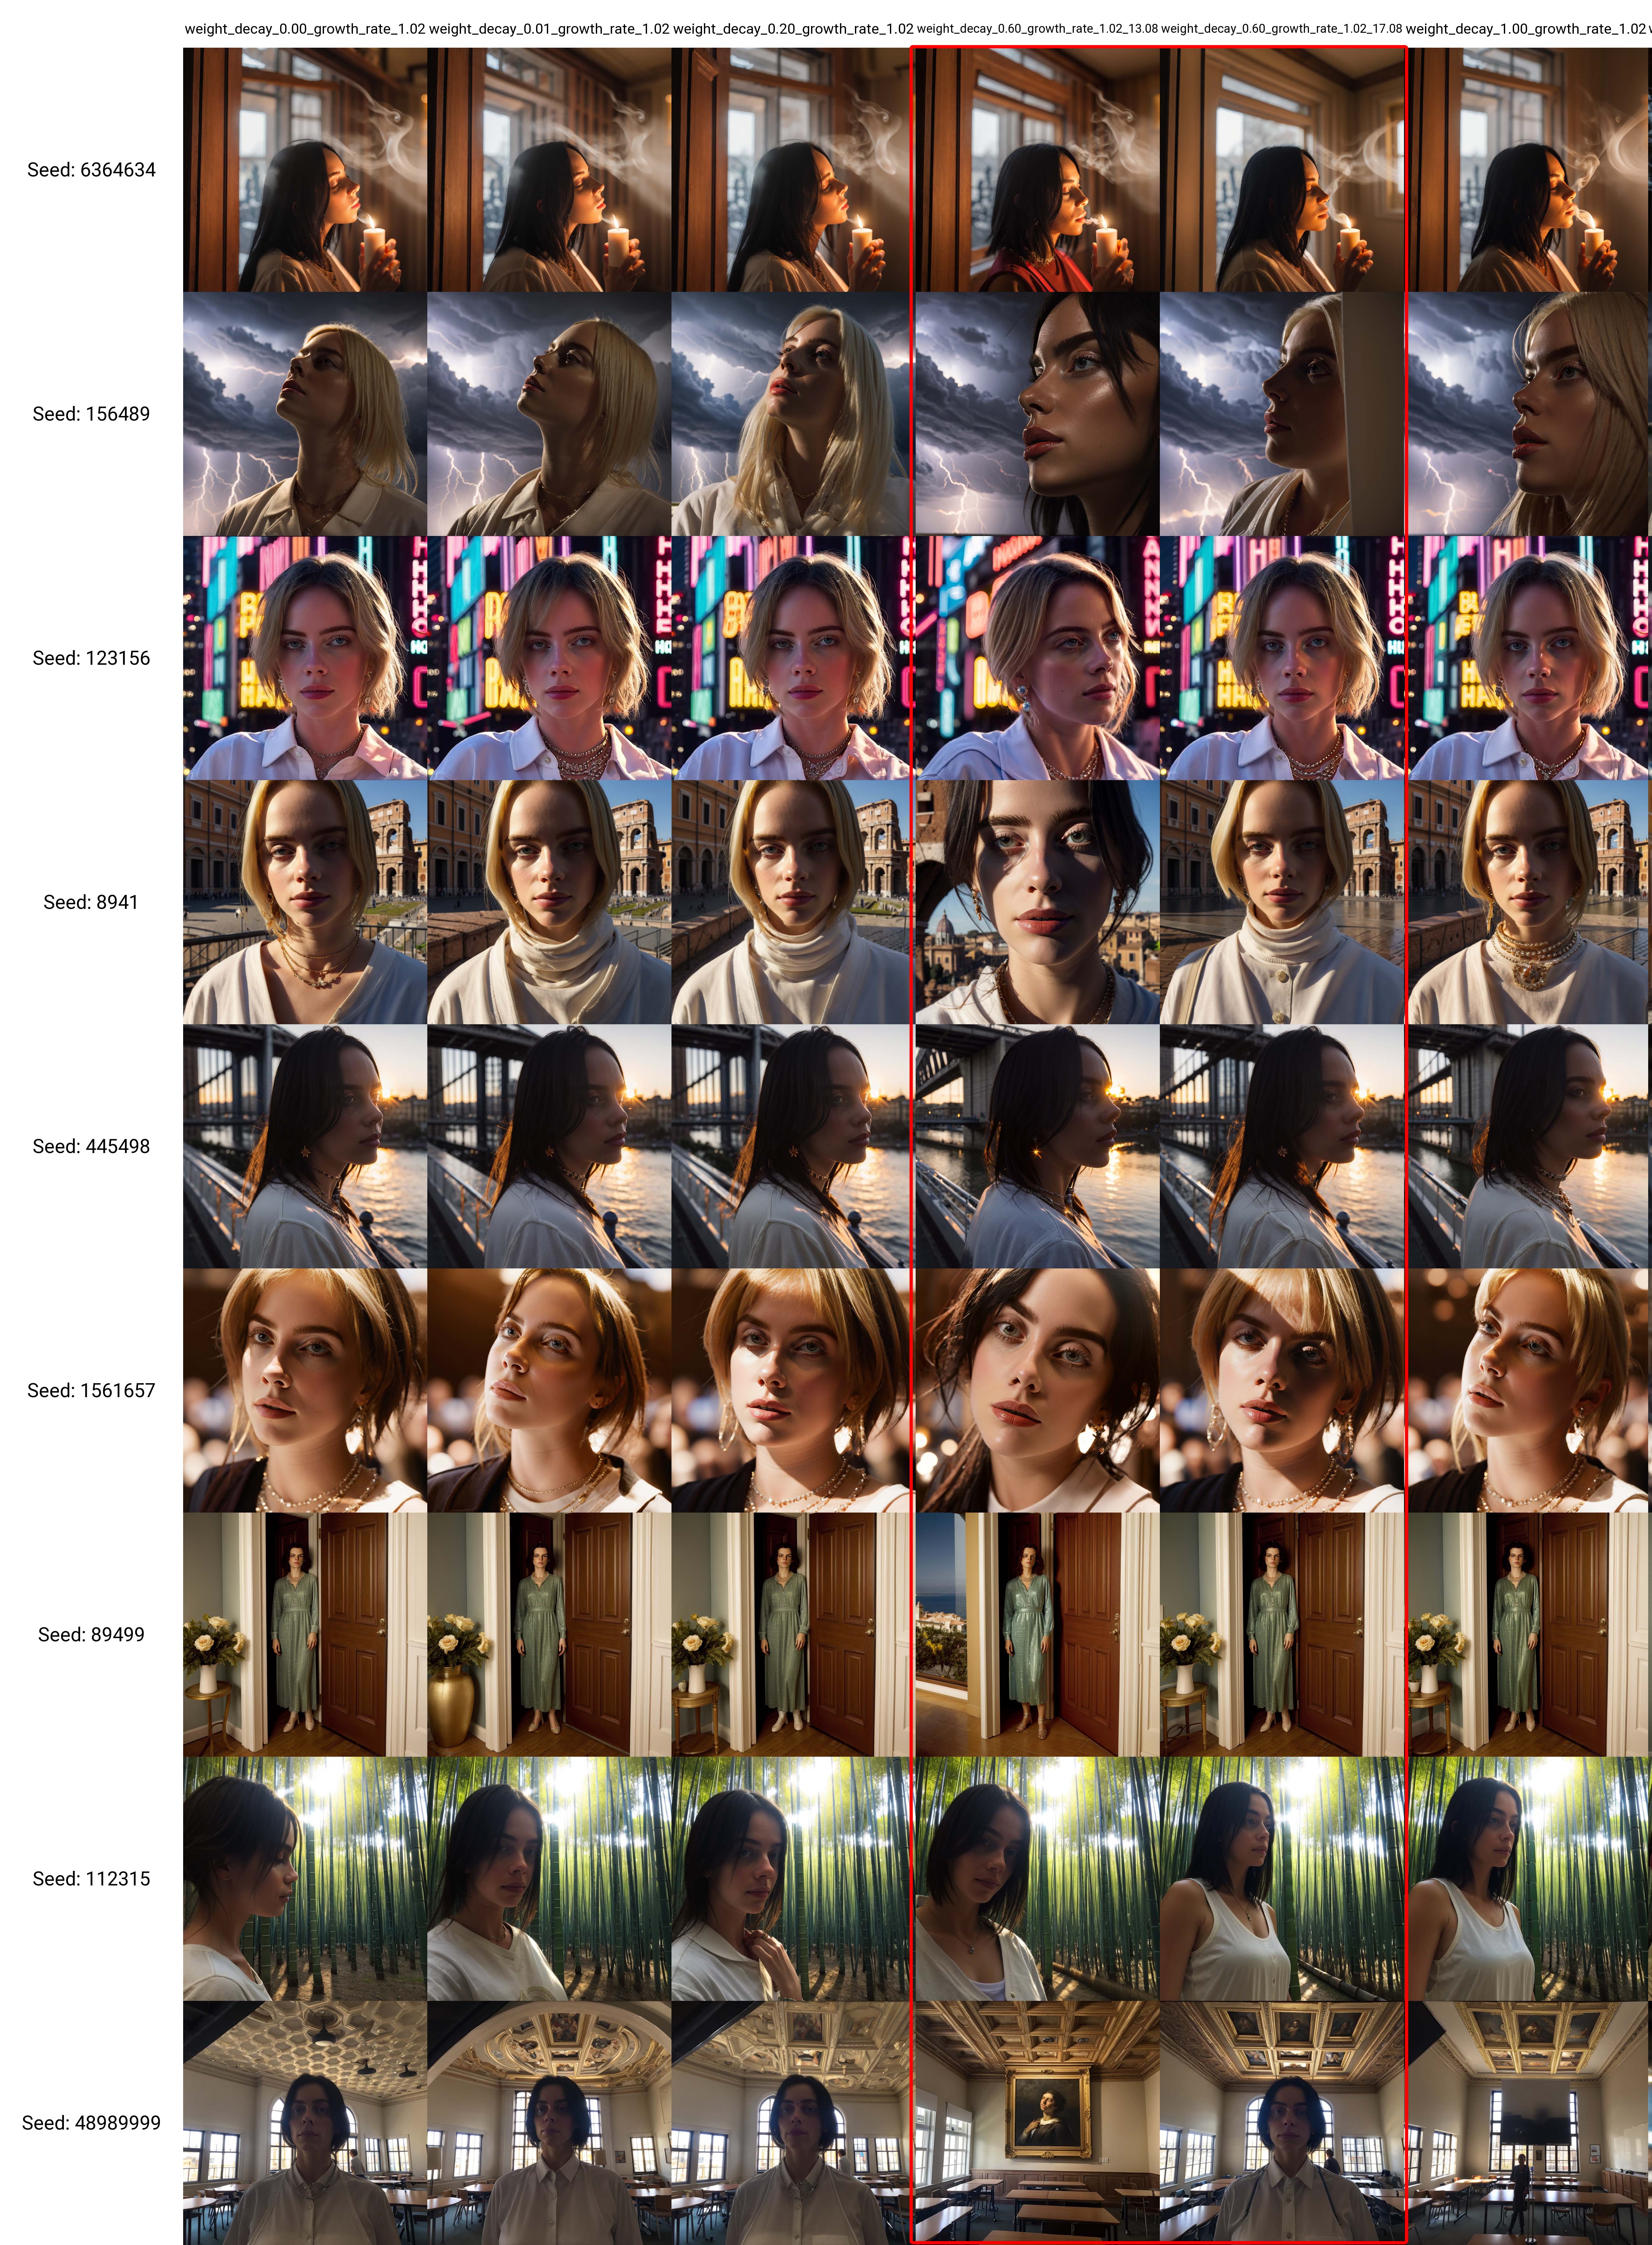 weight_decay_0.00_growth_rate_1.02 weight_decay_0.01_growth_rate_1.02 weight_decay_0.20_growth_rate_1.02 weight_decay_0.60_growth_rate_1.02_13.08 weight_decay_0.60_growth_rate_1.02_17.08 weight_decay_1.00_growth_rate_1.02
Seed: 6364634
Seed: 156489
Seed: 123156
Seed: 8941
Seed: 445498
Seed: 1561657
Seed: 89499
Seed: 112315
Seed: 48989999